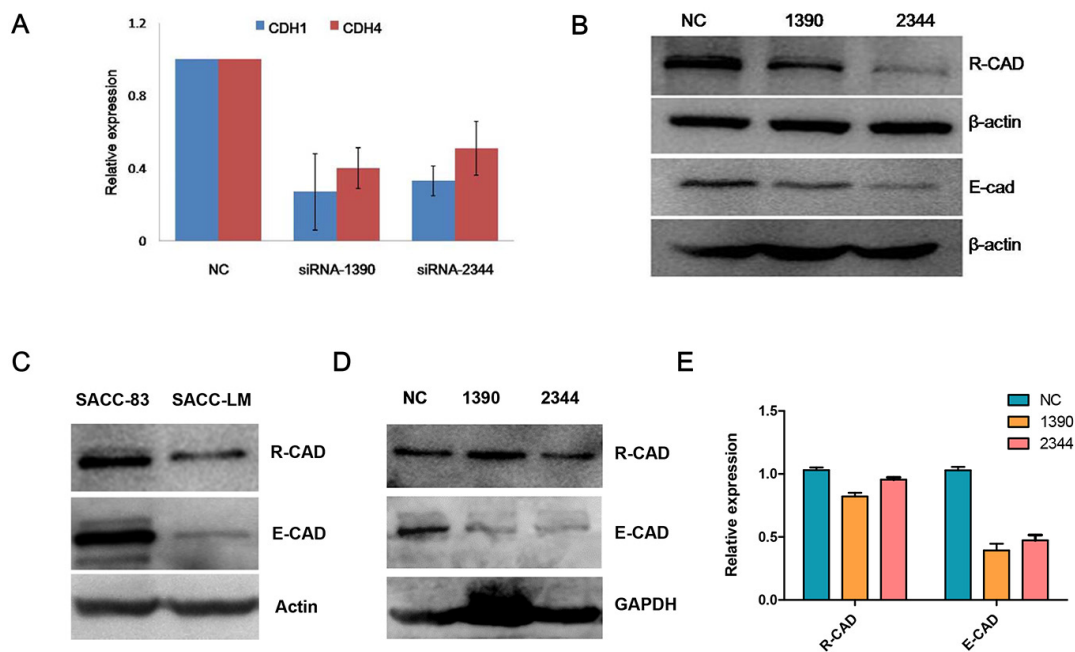 A
CDH1 CDH4
Relative expression
1.2
0.8
0.4
0
NC siRNA-1390 siRNA-2344
B
NC 1390 2344
R-CAD
β-actin
E-cad
β-actin
C
SACC-83 SACC-LM
R-CAD
E-CAD
Actin
D
NC 1390 2344
R-CAD
E-CAD
GAPDH
E
NC
1390
2344
Relative expression
1.5
1.0
0.5
0.0
R-CAD E-CAD